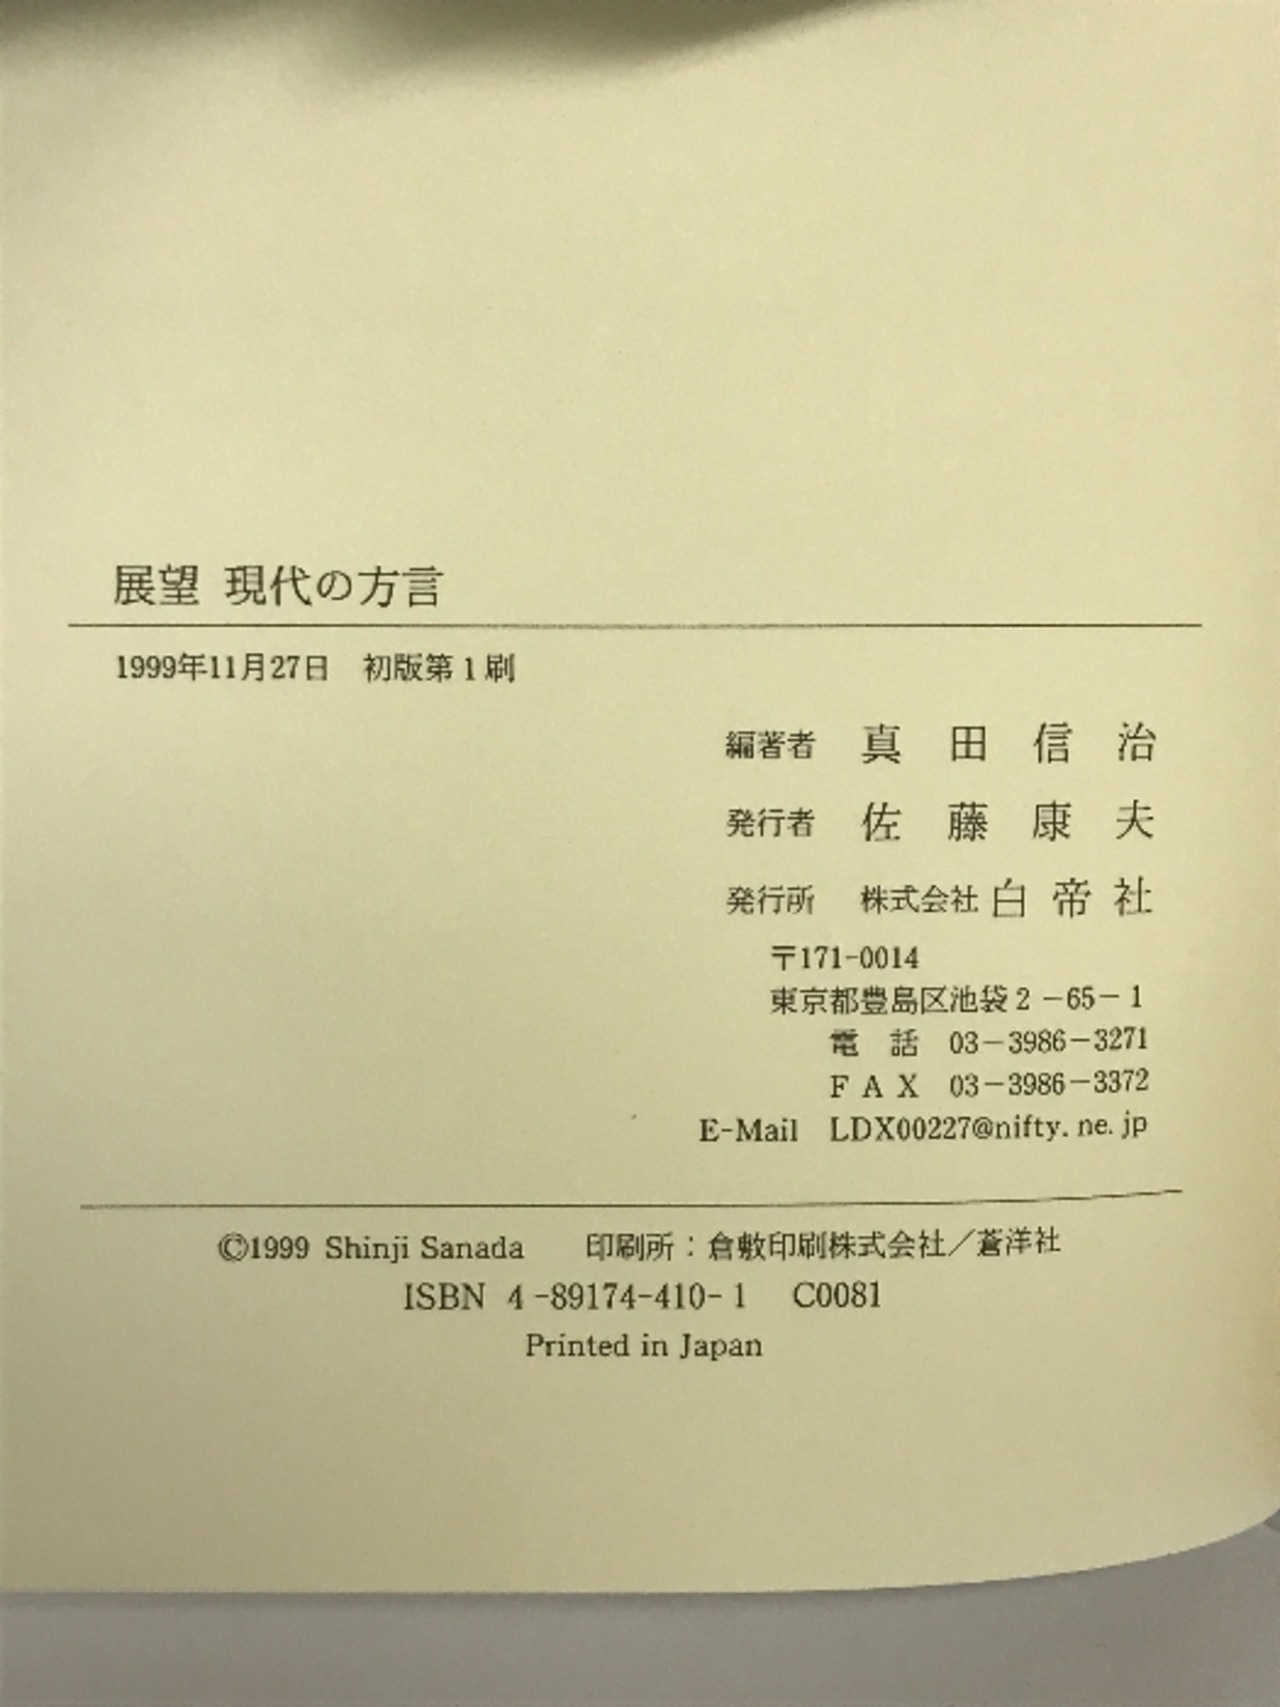 展望 現代の方言
1999年11月27日 初版第1刷
編著者 真田信治
発行者 佐藤康夫
発行所 株式会社白帝社
〒171-0014
東京都豊島区池袋2-65-1
電話 03-3986-3271
FAX 03-3986-3372
E-Mail LDX00227@nifty.ne.jp
©1999 Shinji Sanada 印刷所：倉敷印刷株式会社／蒼洋社
ISBN 4-89174-410-1 C0081
Printed in Japan